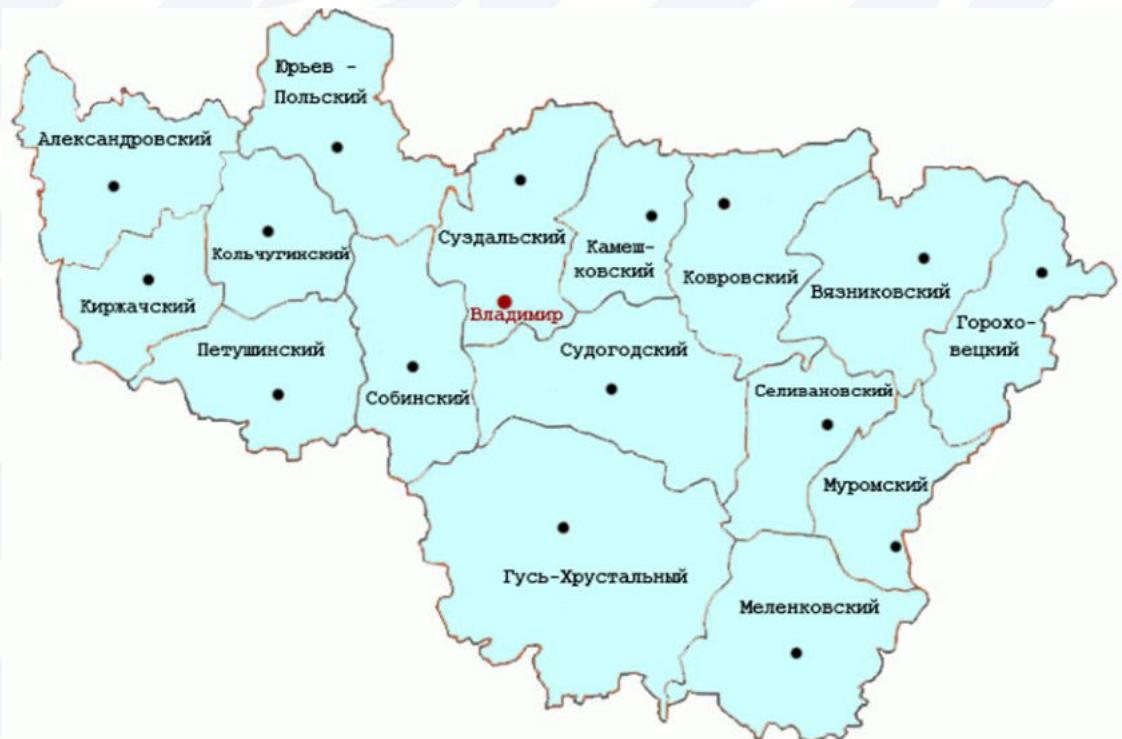 Юрьев -
Польский
Александровский
Суздальский
Кольчугинский
Камеш-
ковский
Ковровский
Вязниковский
Киржачский
Владимир
Горохо-
вецкий
Петушинский
Судогодский
Собинский
Селивановский
Муромский
Гусь-Хрустальный
Меленковский